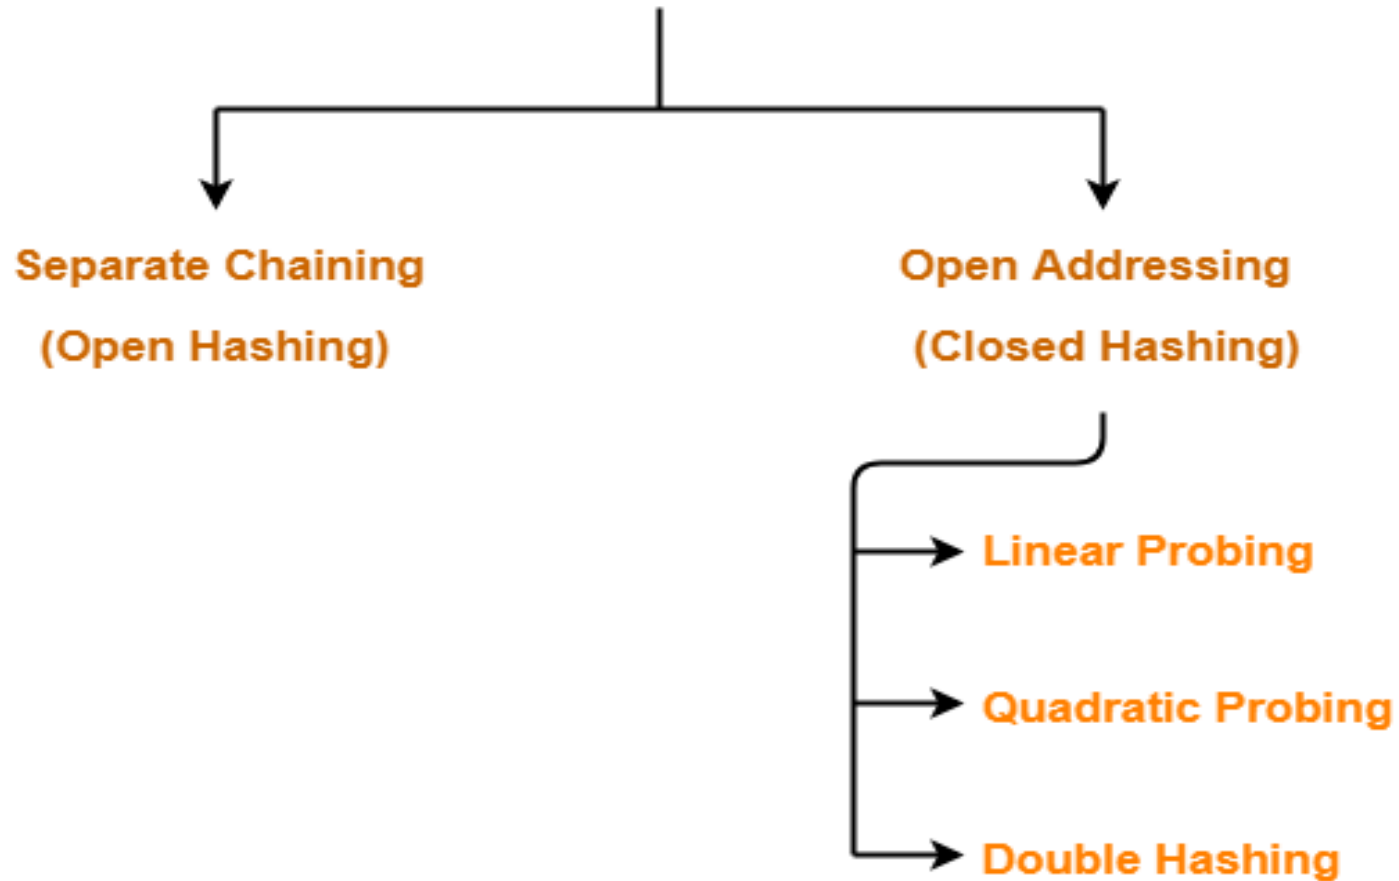 Separate Chaining
(Open Hashing)
Open Addressing
(Closed Hashing)
Linear Probing
Quadratic Probing
Double Hashing